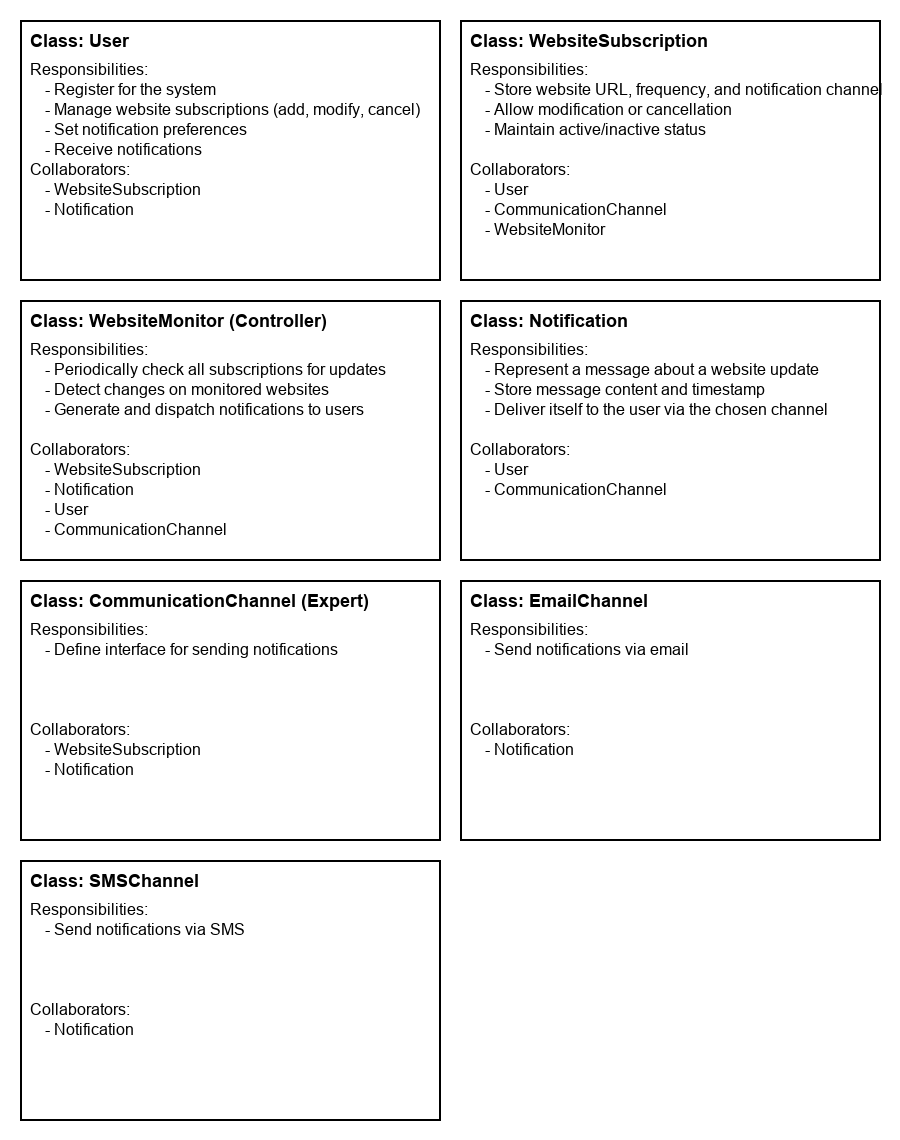 Class: User
Responsibilities:
- Register for the system
- Manage website subscriptions (add, modify, cancel)
- Set notification preferences
- Receive notifications
Collaborators:
- WebsiteSubscription
- Notification
Class: WebsiteSubscription
Responsibilities:
- Store website URL, frequency, and notification channel
- Allow modification or cancellation
- Maintain active/inactive status
Collaborators:
- User
- CommunicationChannel
- WebsiteMonitor
Class: WebsiteMonitor (Controller)
Responsibilities:
- Periodically check all subscriptions for updates
- Detect changes on monitored websites
- Generate and dispatch notifications to users
Collaborators:
- WebsiteSubscription
- Notification
- User
- CommunicationChannel
Class: Notification
Responsibilities:
- Represent a message about a website update
- Store message content and timestamp
- Deliver itself to the user via the chosen channel
Collaborators:
- User
- CommunicationChannel
Class: CommunicationChannel (Expert)
Responsibilities:
- Define interface for sending notifications
Collaborators:
- WebsiteSubscription
- Notification
Class: EmailChannel
Responsibilities:
- Send notifications via email
Collaborators:
- Notification
Class: SMSChannel
Responsibilities:
- Send notifications via SMS
Collaborators:
- Notification